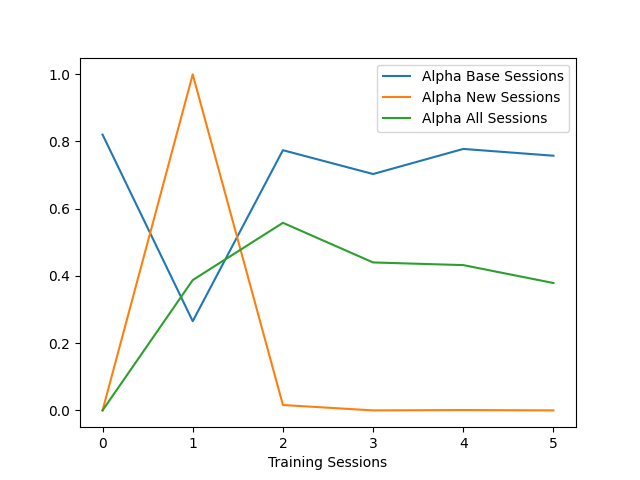 1.0
0.8
0.6
0.4
0.2
0.0
0 1 2 3 4 5
Training Sessions
Alpha Base Sessions
Alpha New Sessions
Alpha All Sessions